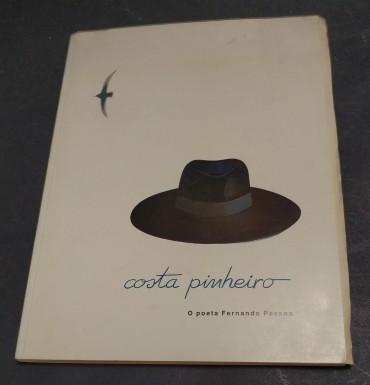 costa pinheiro
O poeta Fernando Pessoa